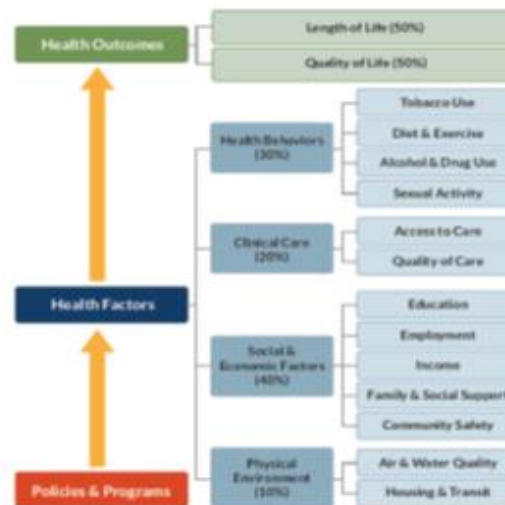 Health Outcomes
Length of Life (50%)
Quality of Life (50%)
Health Behaviors
(30%)
Tobacco Use
Diet & Exercise
Alcohol & Drug Use
Sexual Activity
Clinical Care
(20%)
Access to Care
Quality of Care
Health Factors
Social &
Economic Factors
(40%)
Education
Employment
Income
Family & Social Support
Community Safety
Physical
Environment
(10%)
Air & Water Quality
Housing & Transit
Policies & Programs